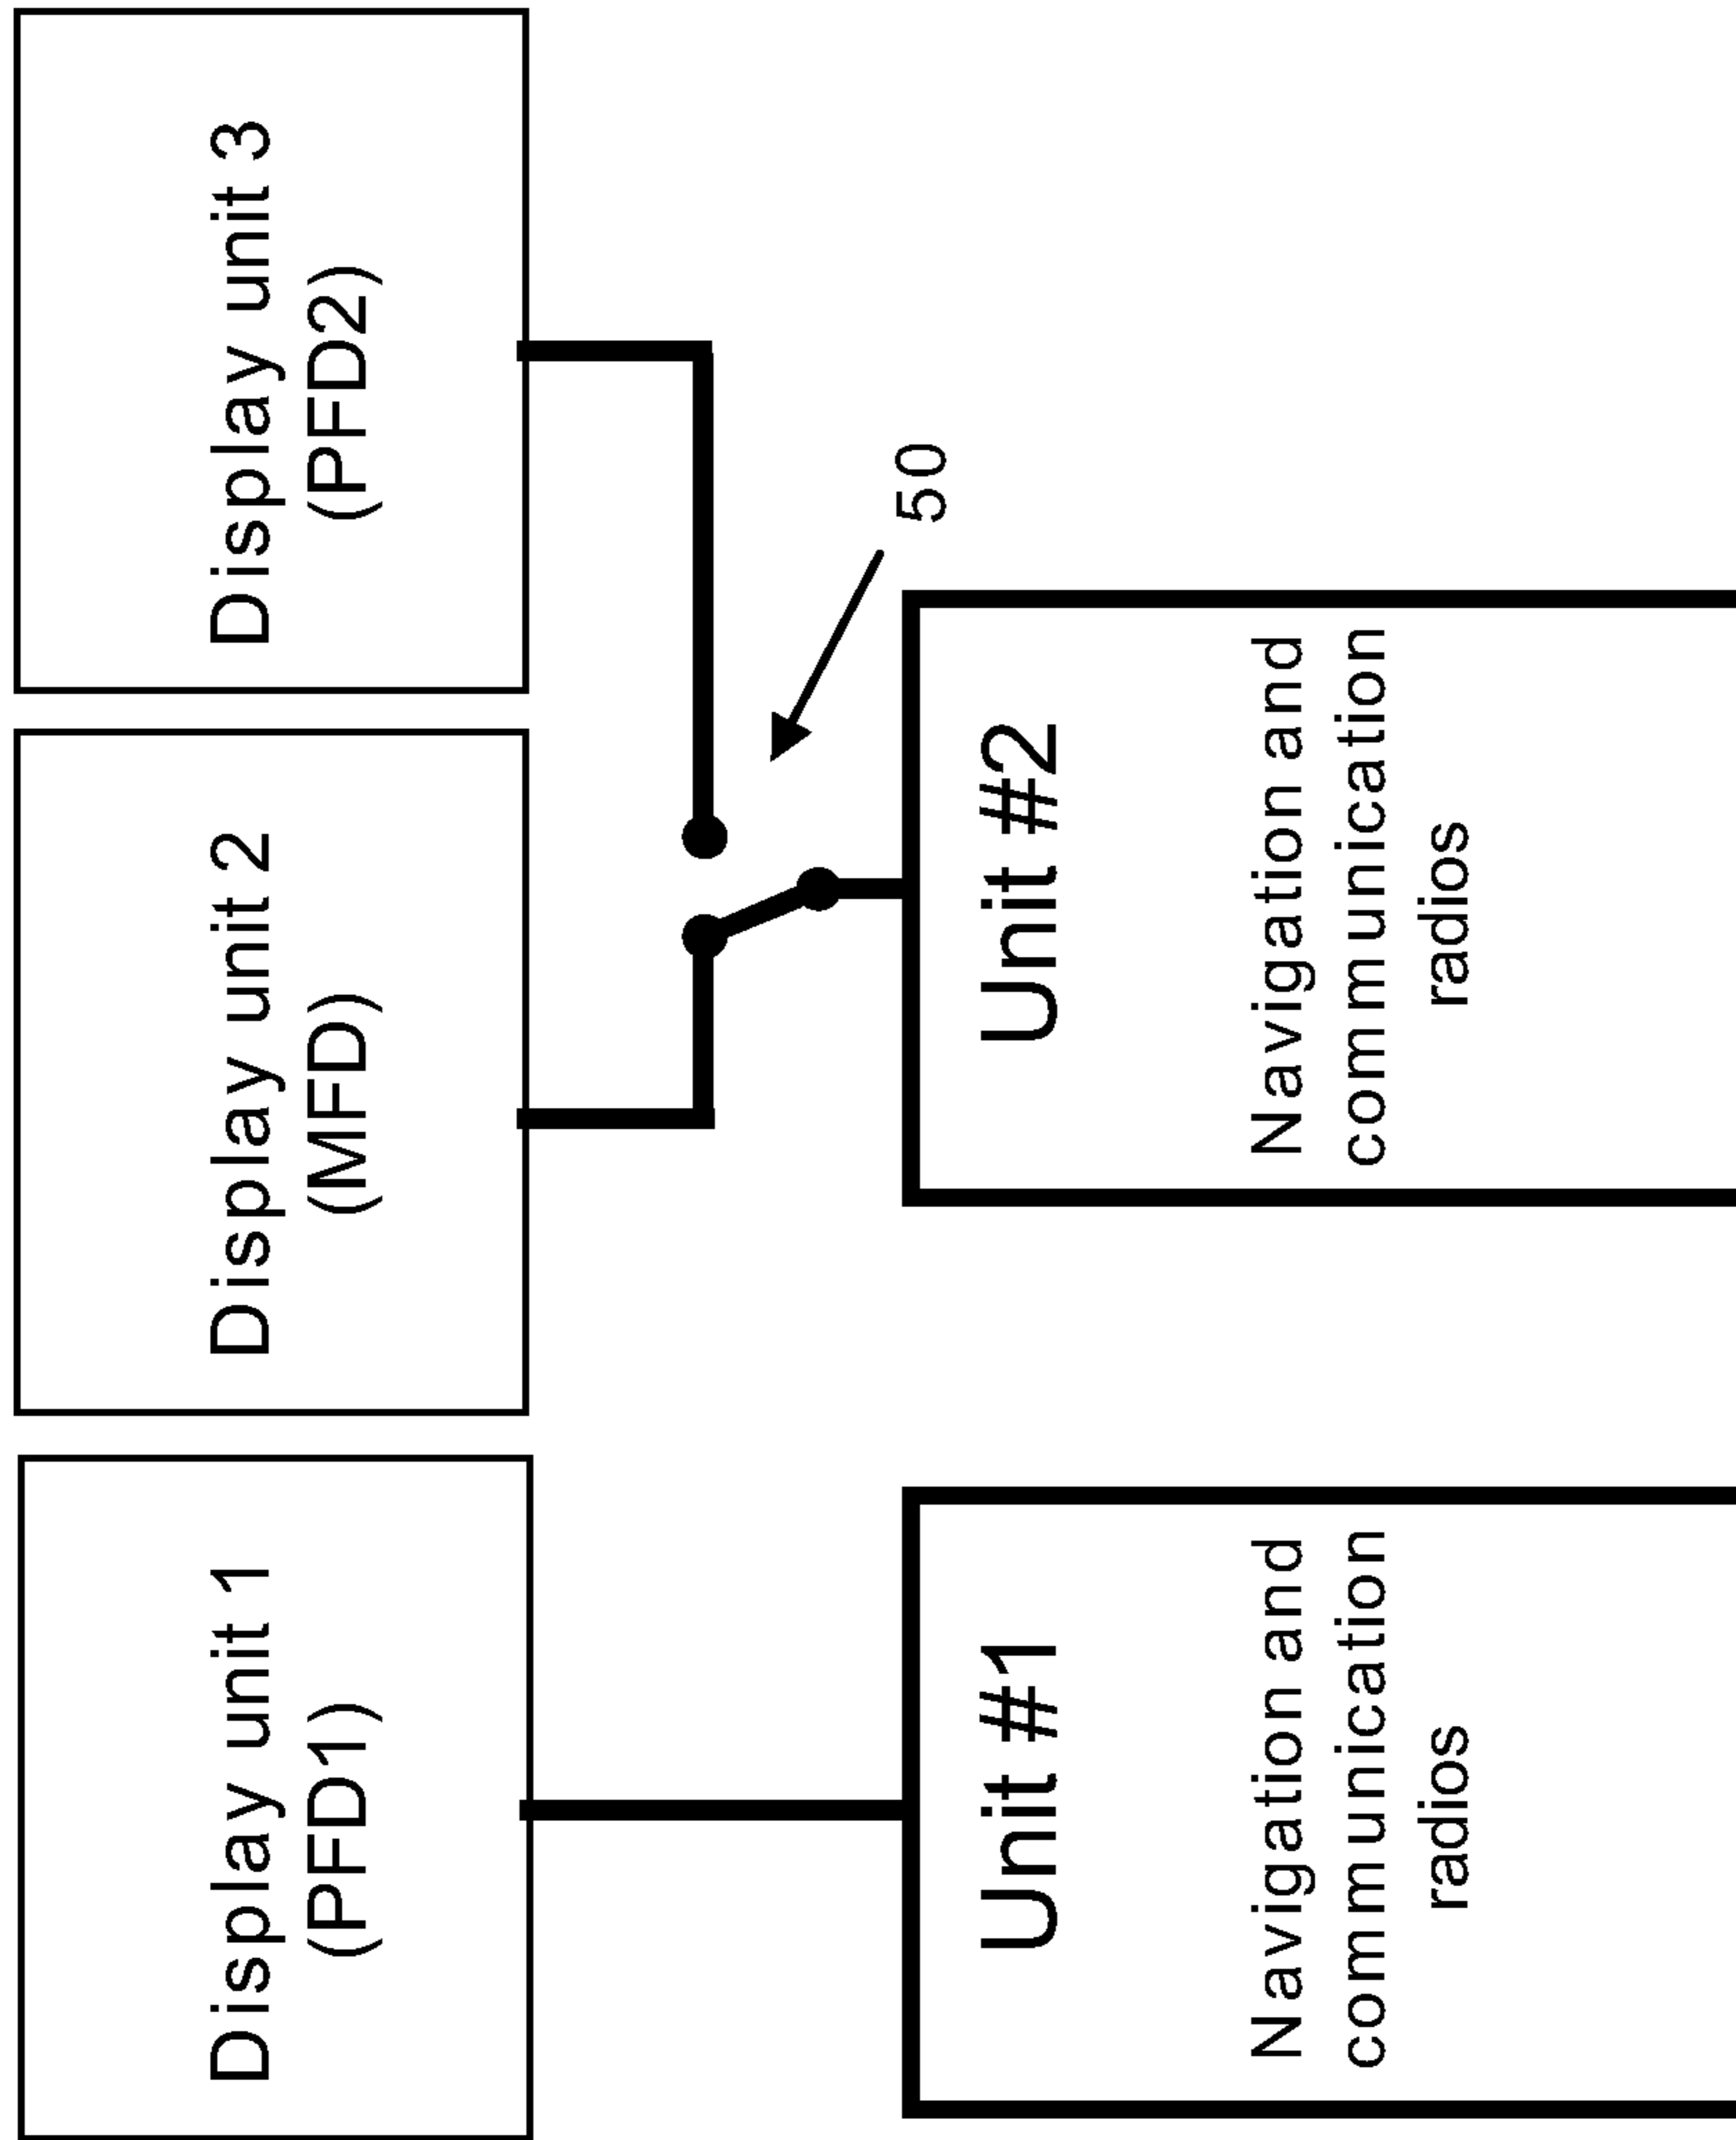 Display unit 1
(PFD1)
Display unit 2
(MFD)
Display unit 3
(PFD2)
50
Unit #1
Navigation and
communication
radios
Unit #2
Navigation and
communication
radios